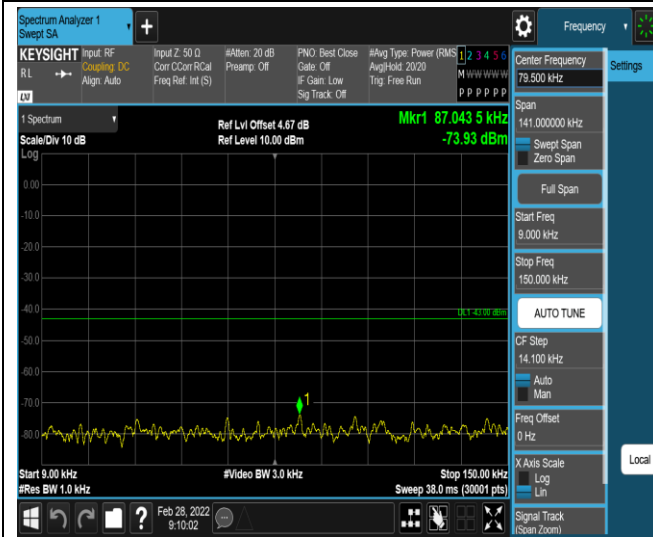 Spectrum Analyzer 1
Swept SA
Frequency
KEYSIGHT
RL
LXI
Input: RF
Coupling: DC
Align: Auto
Input Z: 50 Ω
Corr CCorr RCal
Freq Ref: Int (S)
#Atten: 20 dB
Preamp: Off
PNO: Best Close
Gate: Off
IF Gain: Low
Sig Track: Off
#Avg Type: Power (RMS
Avg|Hold: 20/20
Trig: Free Run
1 2 3 4 5 6
M W W W W W
P P P P P P
Center Frequency
79.500 kHz
Settings
Span
141.000000 kHz
Swept Span
Zero Span
Full Span
Start Freq
9.000 kHz
Stop Freq
150.000 kHz
AUTO TUNE
CF Step
14.100 kHz
Auto
Man
Freq Offset
0 Hz
X Axis Scale
Log
Lin
Local
Signal Track
(Span Zoom)
1 Spectrum
Scale/Div 10 dB
Log
Ref Lvl Offset 4.67 dB
Ref Level 10.00 dBm
Mkr1 87.043 5 kHz
-73.93 dBm
0.00
-10.0
-20.0
-30.0
-40.0
DL1 -43.00 dBm
-50.0
-60.0
-70.0
1
-80.0
Start 9.00 kHz
#Res BW 1.0 kHz
#Video BW 3.0 kHz
Stop 150.00 kHz
Sweep 38.0 ms (30001 pts)
?
Feb 28, 2022
9:10:02